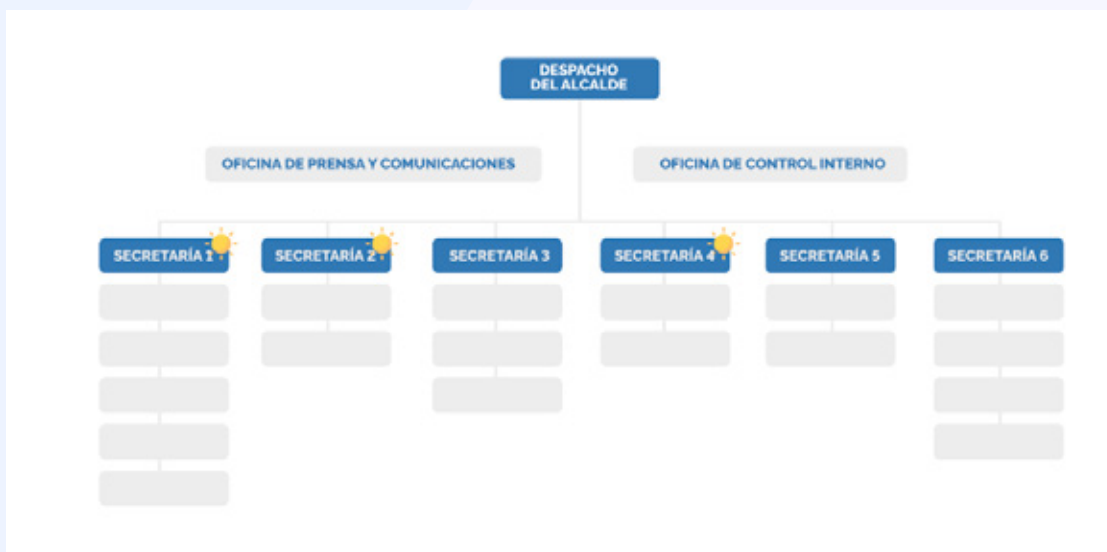 DESPACHO
DEL ALCALDE
OFICINA DE PRENSA Y COMUNICACIONES
OFICINA DE CONTROL INTERNO
SECRETARÍA 1
SECRETARÍA 2
SECRETARÍA 3
SECRETARÍA 4
SECRETARÍA 5
SECRETARÍA 6